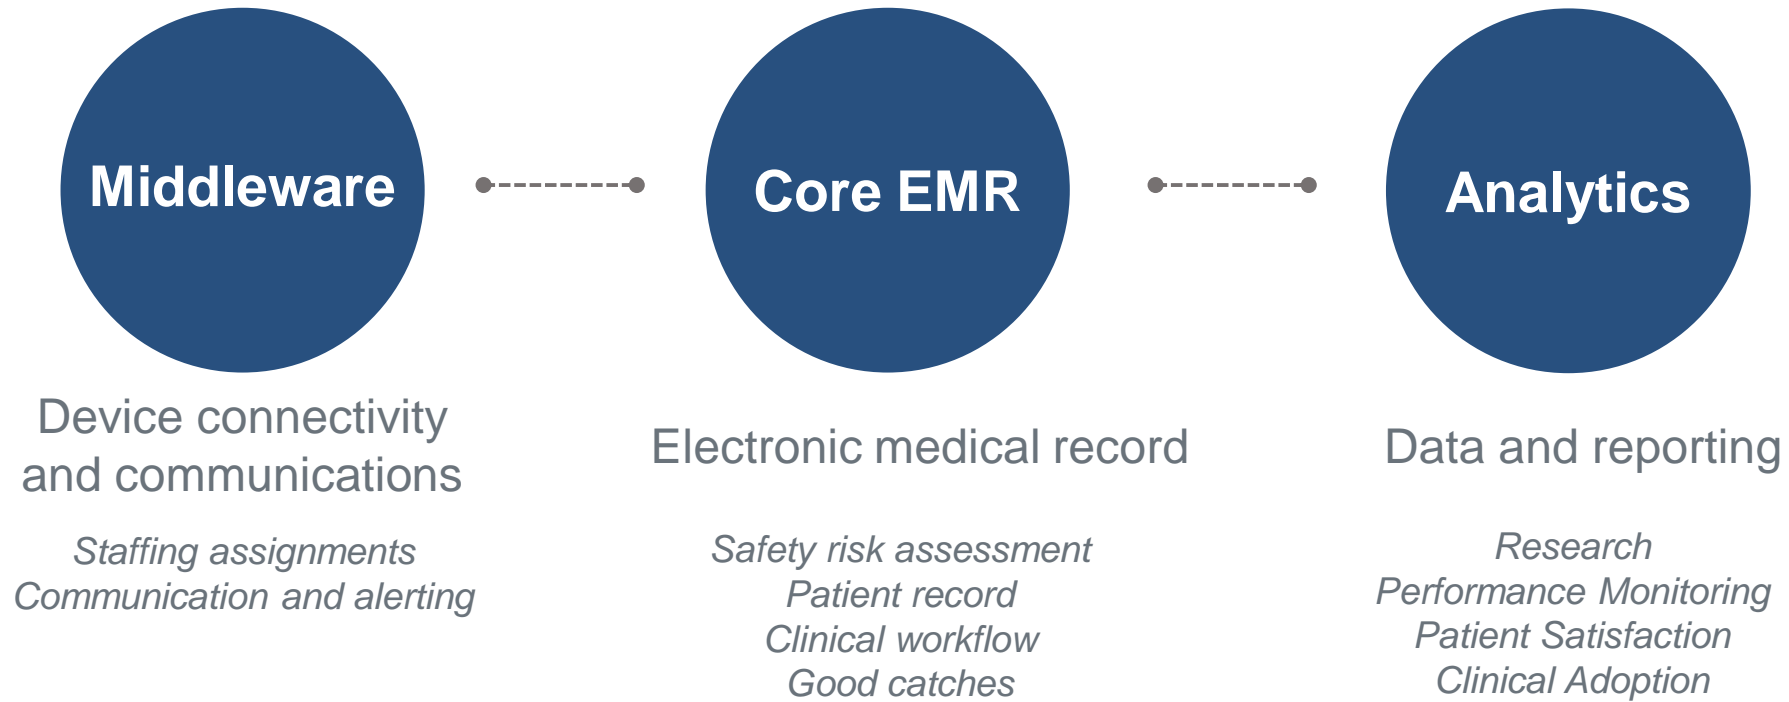 Middleware
Device connectivity
and communications
Staffing assignments
Communication and alerting
Core EMR
Electronic medical record
Safety risk assessment
Patient record
Clinical workflow
Good catches
Analytics
Data and reporting
Research
Performance Monitoring
Patient Satisfaction
Clinical Adoption